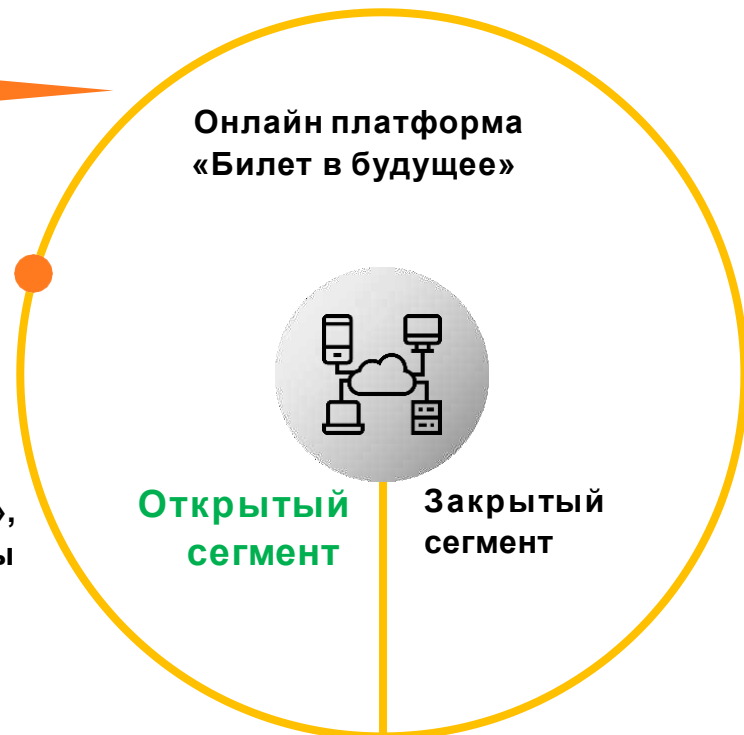 Онлайн платформа
«Билет в будущее»
Открытый
сегмент
Закрытый
сегмент
»,
ы